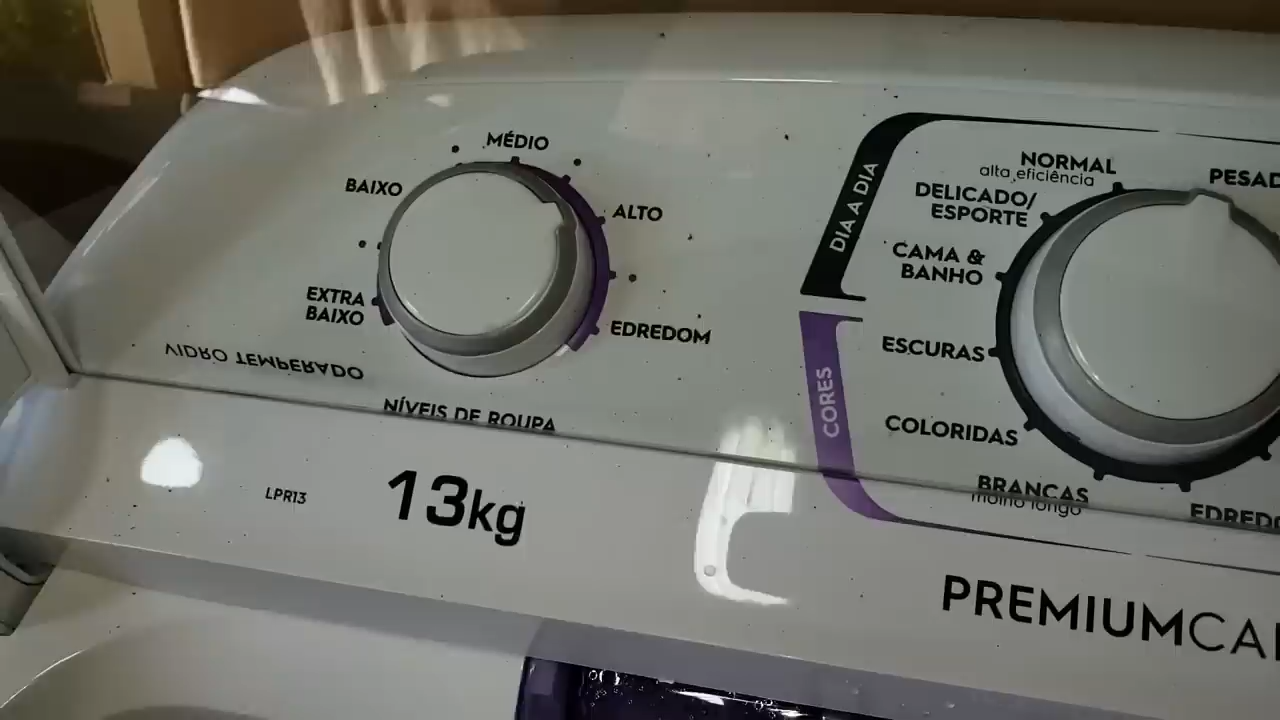 MÉDIO
BAIXO
ALTO
EXTRA
BAIXO
EDREDOM
VIDRO TEMPERADO
NÍVEIS DE ROUPA
LPR13
13kg
DIA A DIA
NORMAL
alta eficiência
PESAD
DELICADO/
ESPORTE
CAMA &
BANHO
CORES
ESCURAS
COLORIDAS
BRANCAS
molho longo
EDREDO
PREMIUMCA